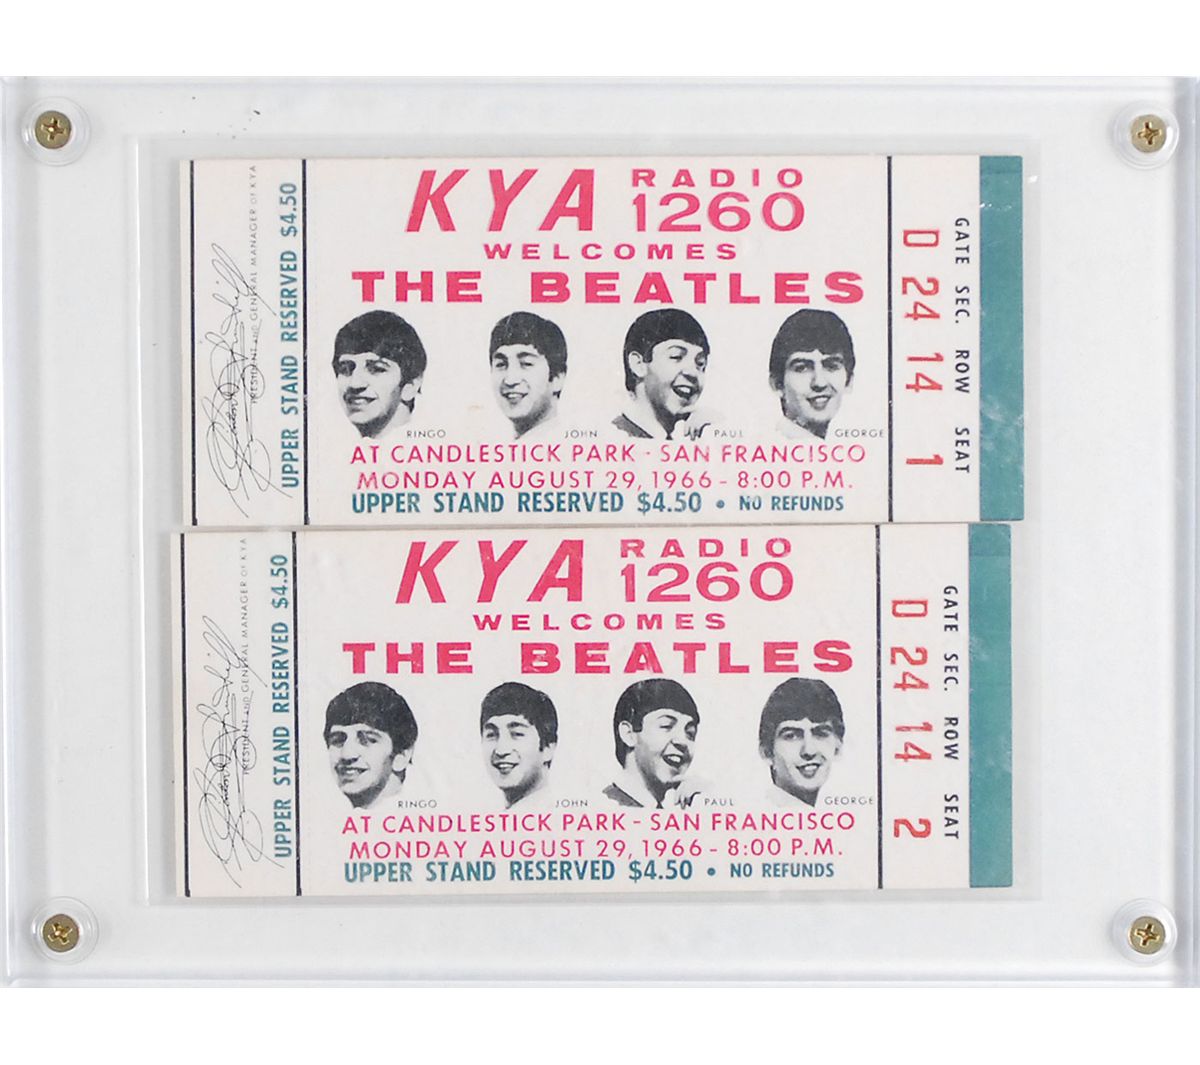 PRESIDENT AND GENERAL MANAGER OF KYA
UPPER STAND RESERVED $4.50
KYA RADIO 1260
WELCOMES
THE BEATLES
RINGO JOHN PAUL GEORGE
AT CANDLESTICK PARK - SAN FRANCISCO
MONDAY AUGUST 29, 1966 - 8:00 P.M.
UPPER STAND RESERVED $4.50 • NO REFUNDS
GATE SEC. ROW SEAT
D 24 14 1
PRESIDENT AND GENERAL MANAGER OF KYA
UPPER STAND RESERVED $4.50
KYA RADIO 1260
WELCOMES
THE BEATLES
RINGO JOHN PAUL GEORGE
AT CANDLESTICK PARK - SAN FRANCISCO
MONDAY AUGUST 29, 1966 - 8:00 P.M.
UPPER STAND RESERVED $4.50 • NO REFUNDS
GATE SEC. ROW SEAT
D 24 14 2